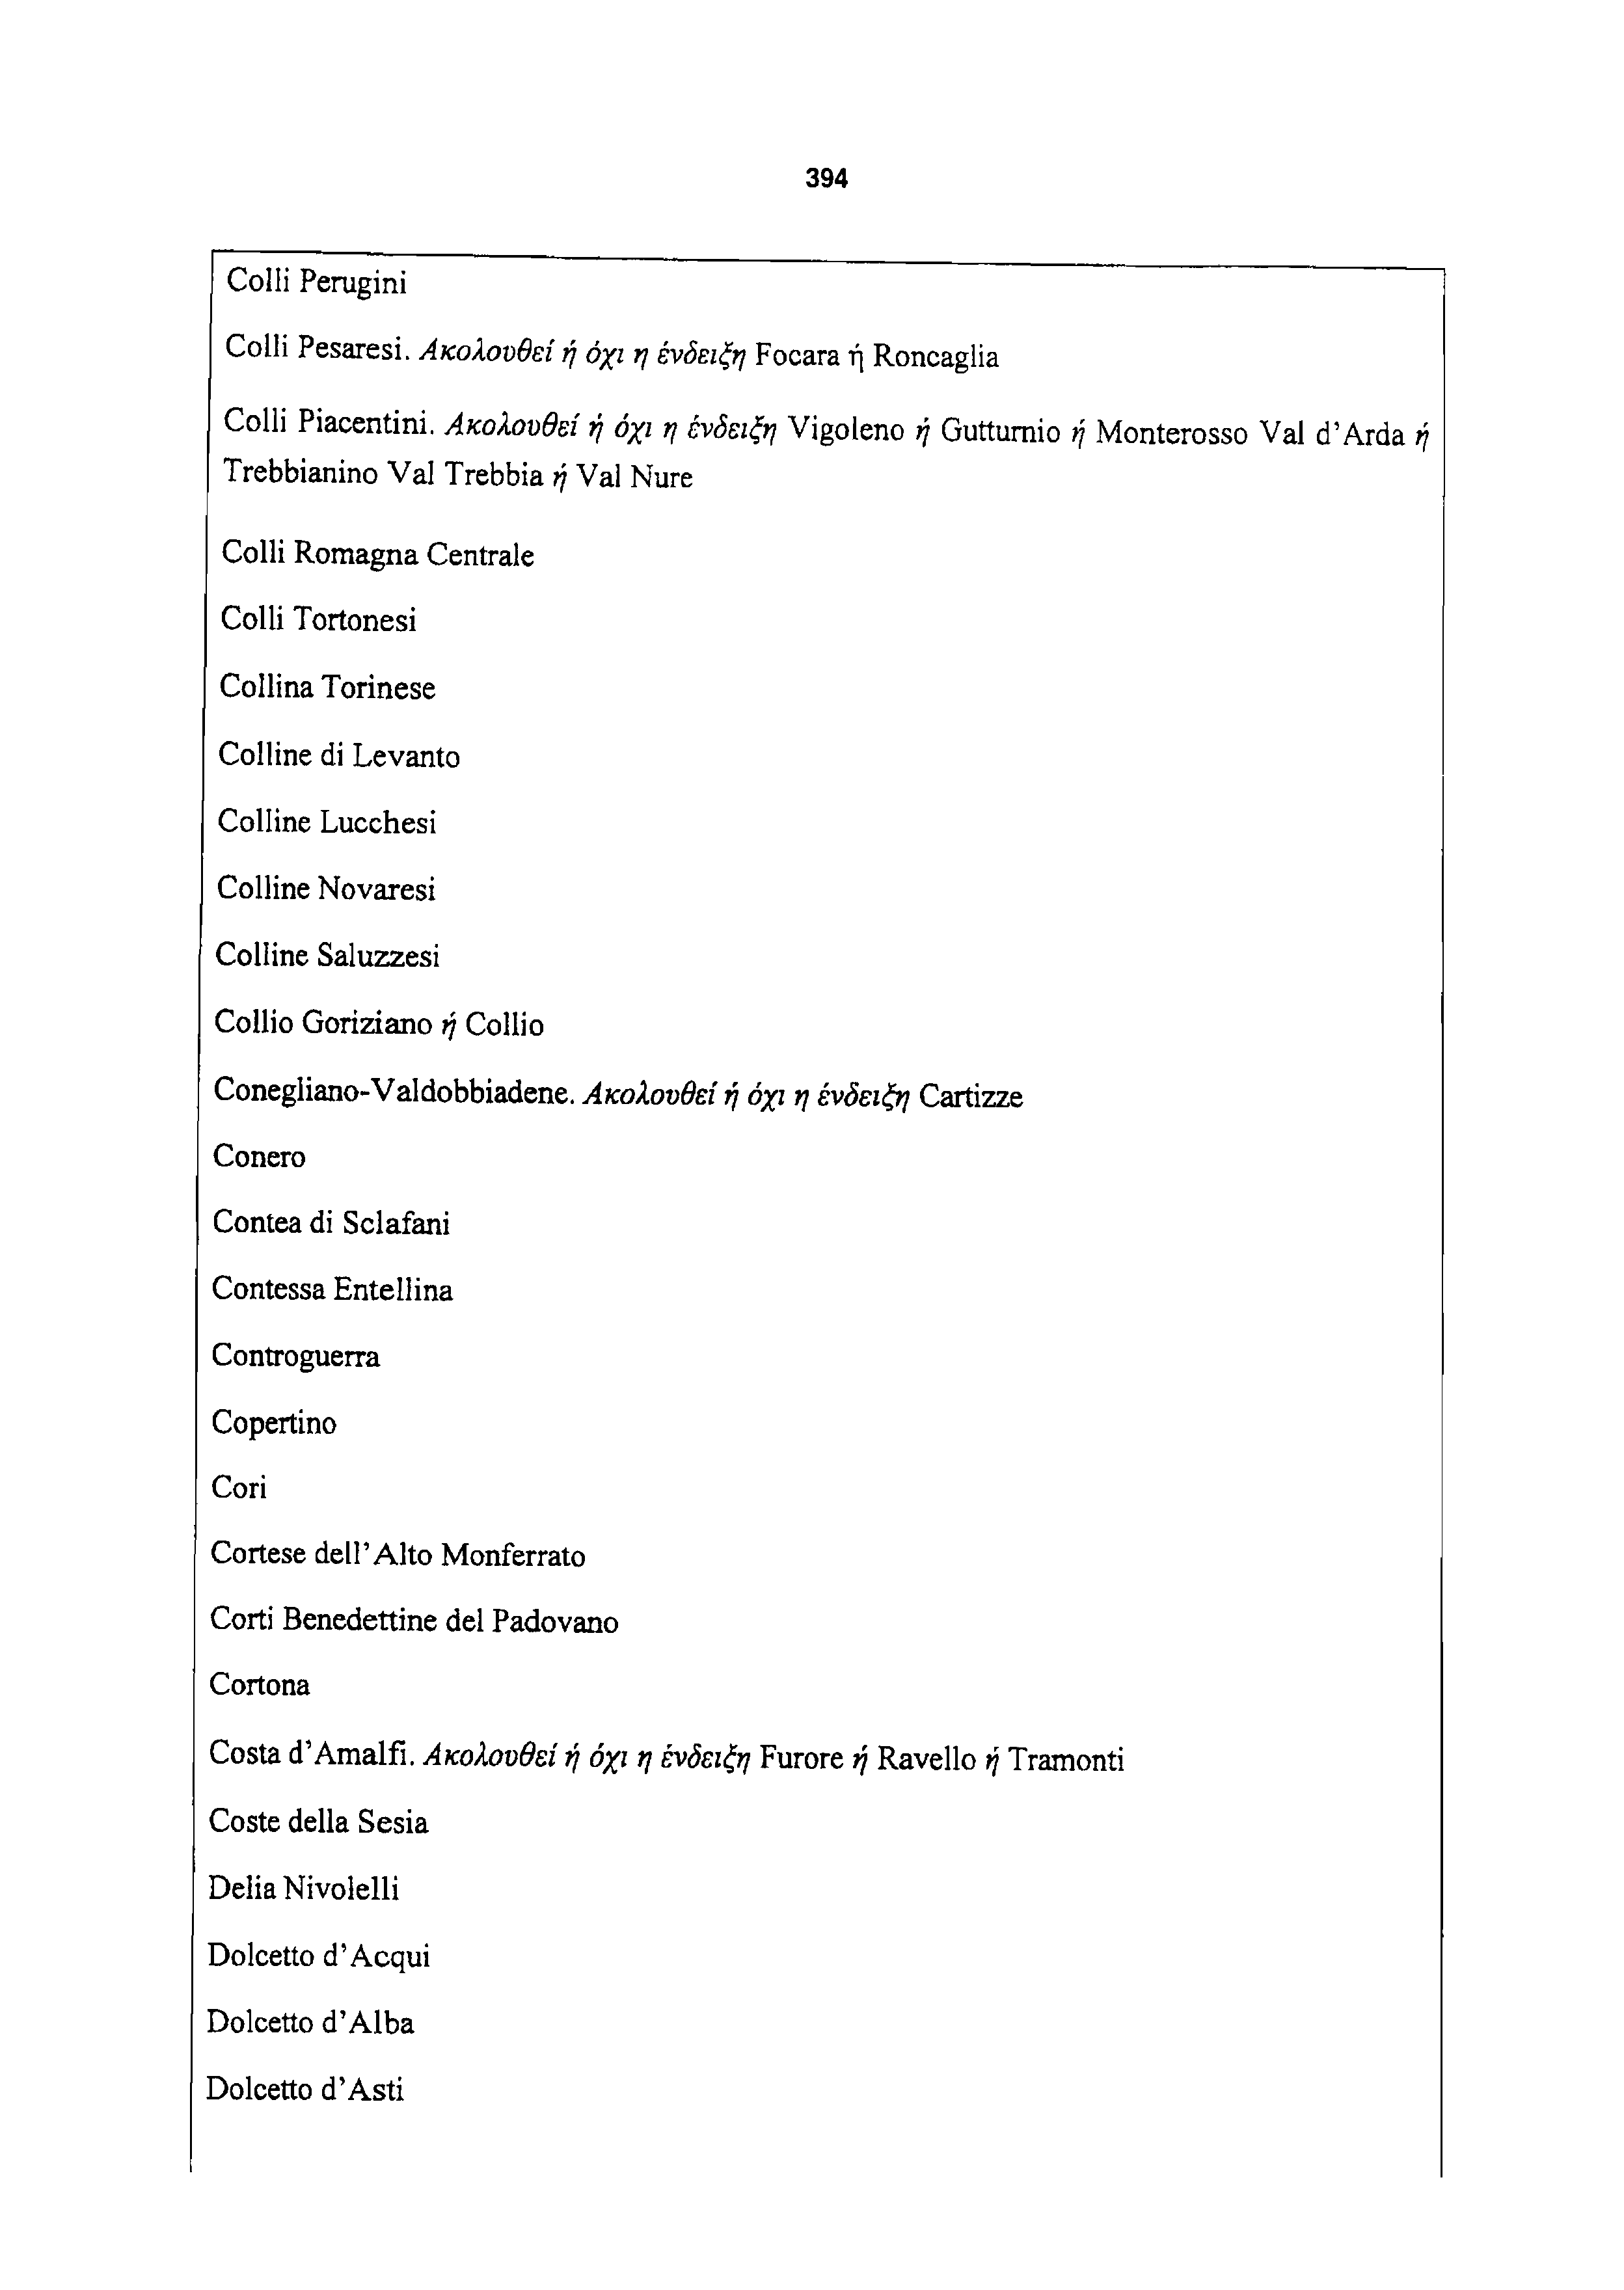 394
Colli Perugini
Colli Pesaresi. Ακολουθεί ή όχι η ένδειξη Focara ή Roncaglia
Colli Piacentini. Ακολουθεί ή όχι η ένδειξη Vigoleno ή Gutturnio ή Monterosso Val d’Arda ή
Trebbianino Val Trebbia ή Val Nure
Colli Romagna Centrale
Colli Tortonesi
Collina Torinese
Colline di Levanto
Colline Lucchesi
Colline Novaresi
Colline Saluzzesi
Collio Goriziano ή Collio
Conegliano-Valdobbiadene. Ακολουθεί ή όχι η ένδειξη Cartizze
Conero
Contea di Sclafani
Contessa Entellina
Controguerra
Copertino
Cori
Cortese dell’Alto Monferrato
Corti Benedettine del Padovano
Cortona
Costa d’Amalfi. Ακολουθεί ή όχι η ένδειξη Furore ή Ravello ή Tramonti
Coste della Sesia
Delia Nivolelli
Dolcetto d’Acqui
Dolcetto d’Alba
Dolcetto d’Asti